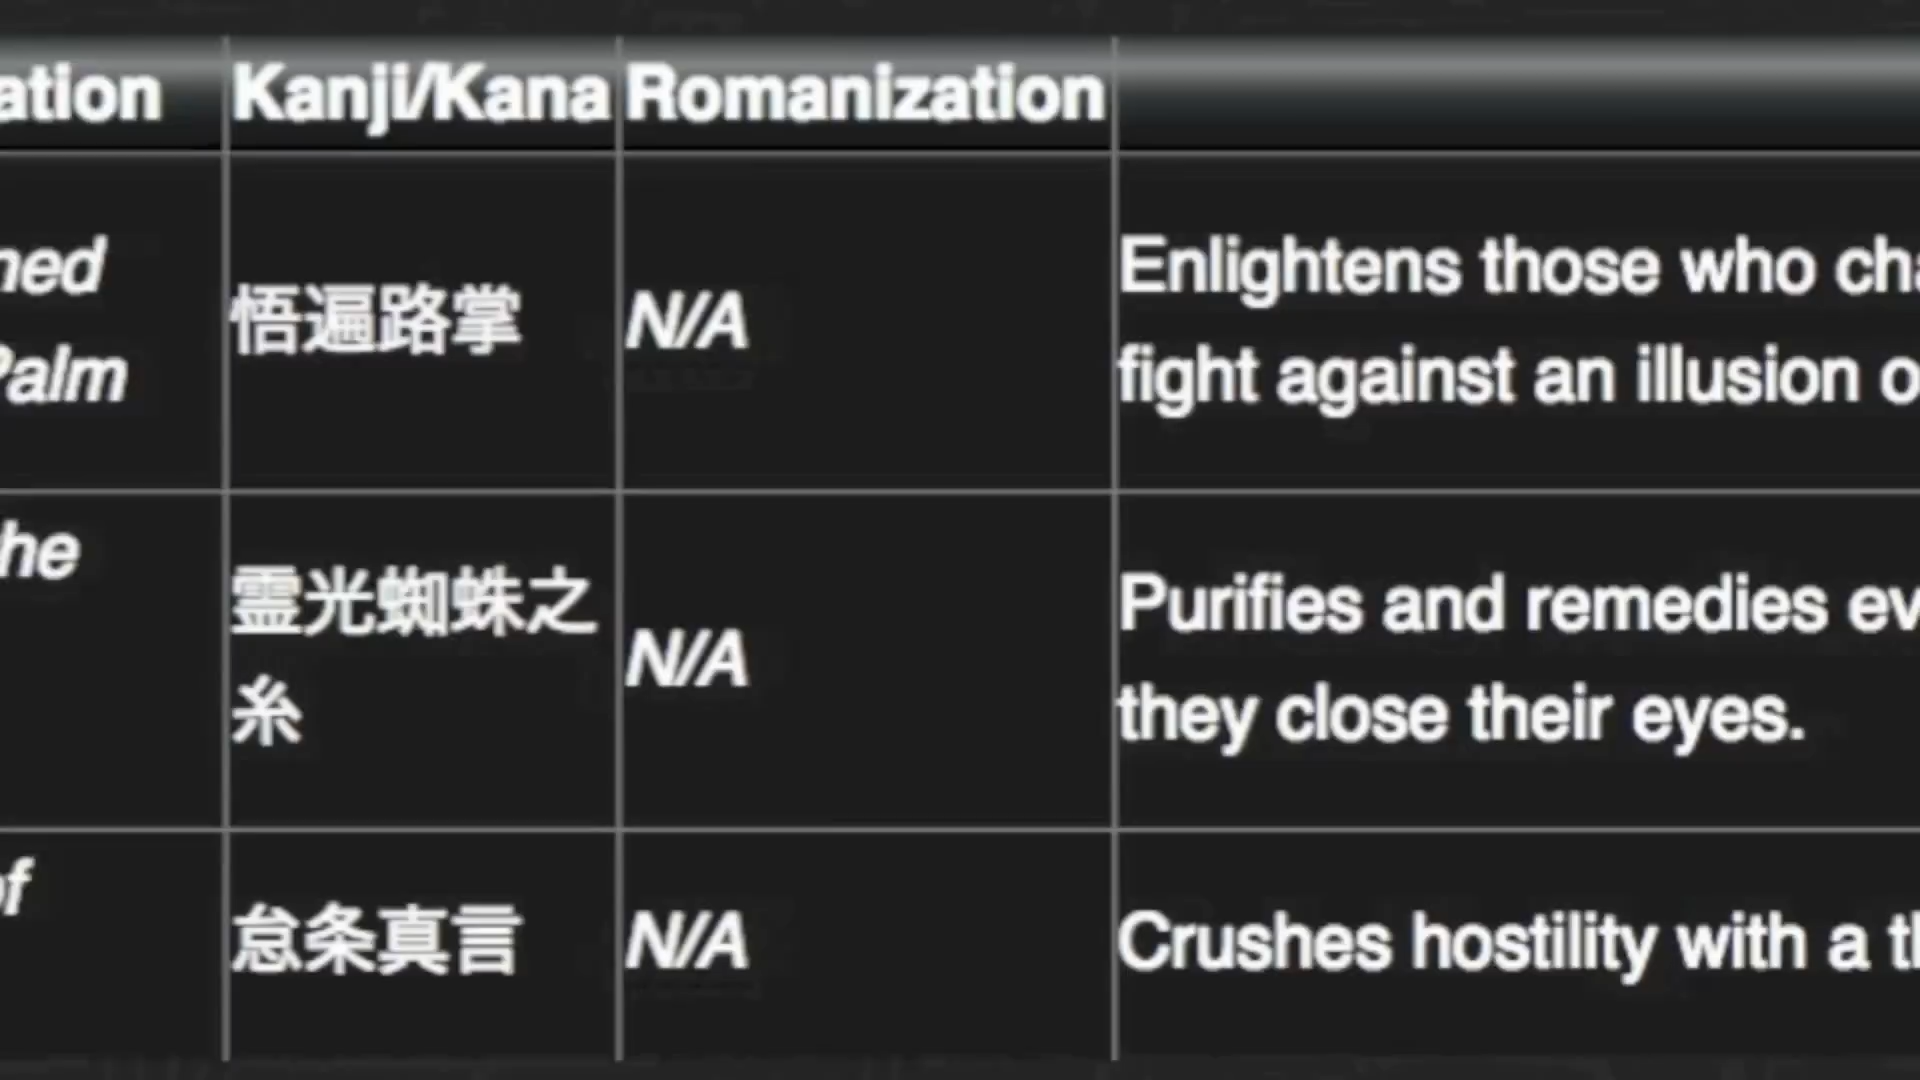 ation Kanji/Kana Romanization
ned
Palm
悟遍路掌
N/A
Enlightens those who cha
fight against an illusion o
he
霊光蜘蛛之
糸
N/A
Purifies and remedies ev
they close their eyes.
of
怠条真言
N/A
Crushes hostility with a th